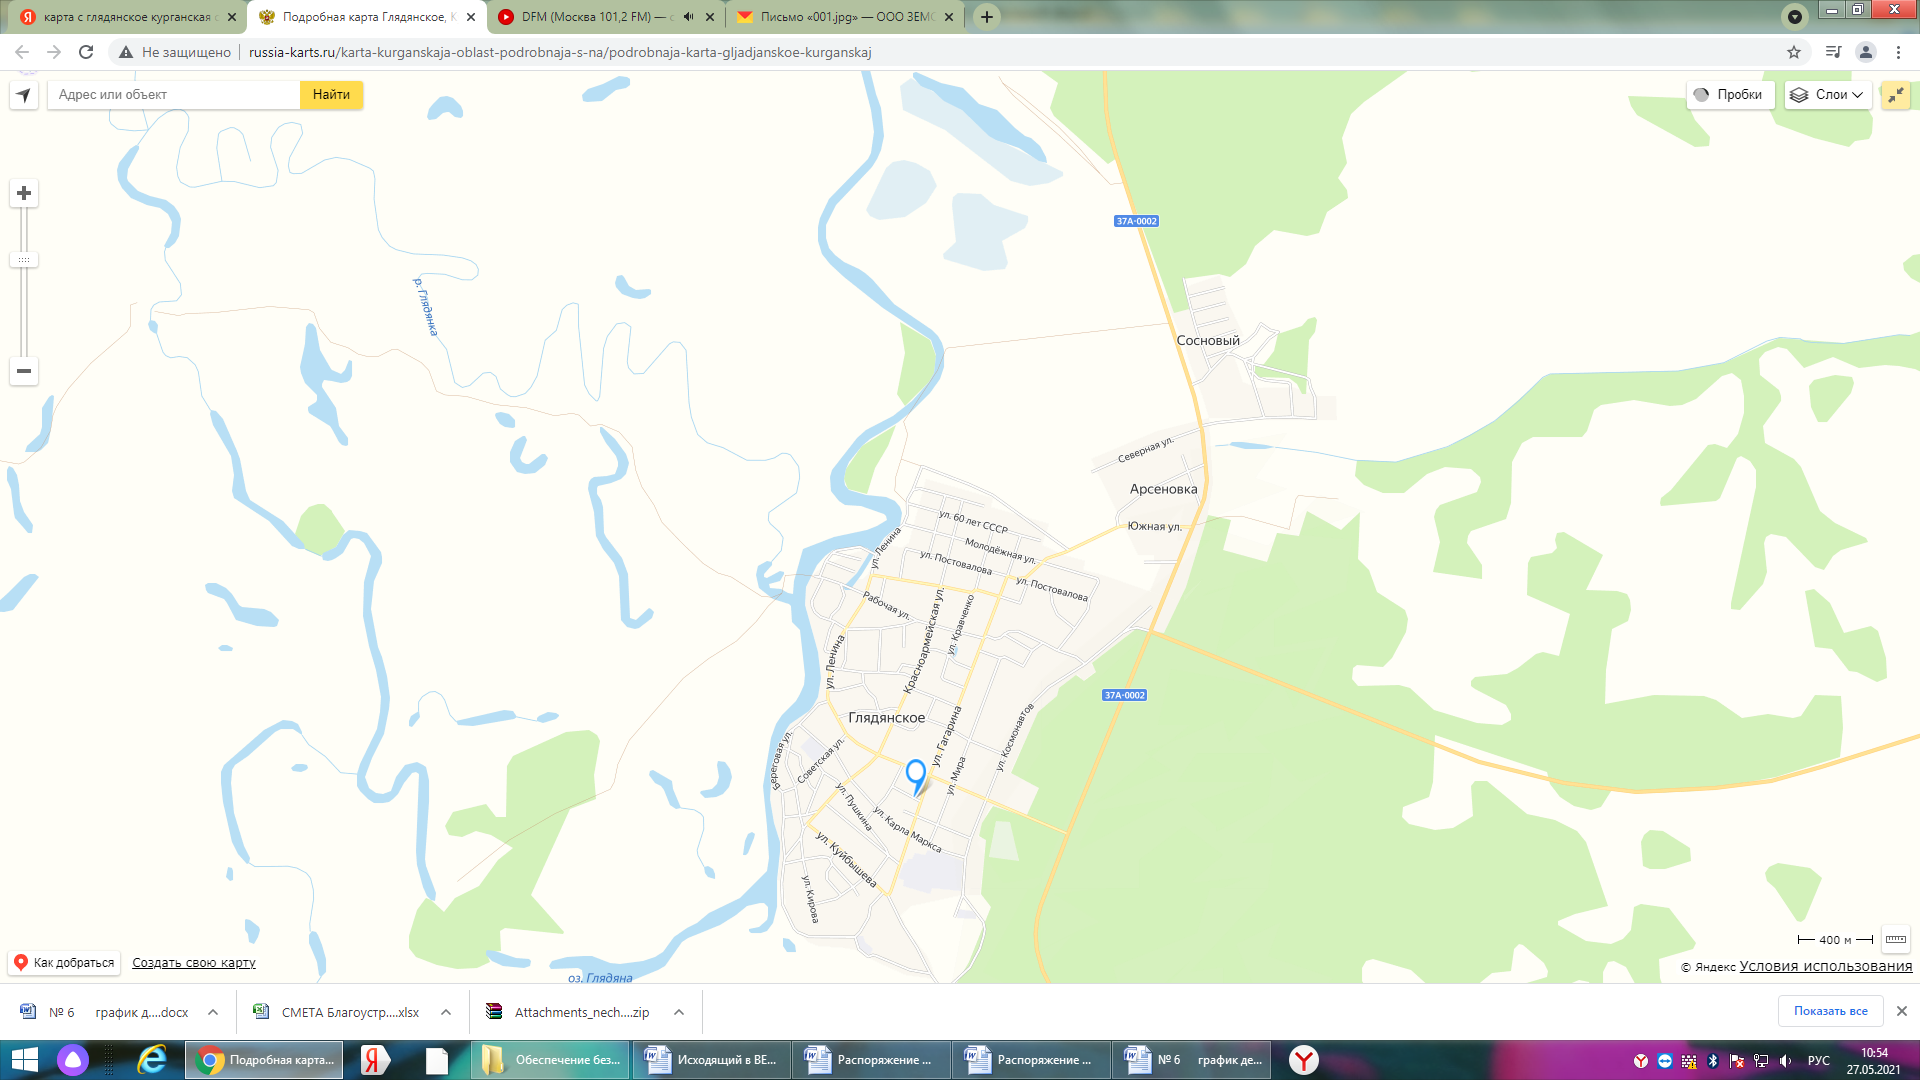 карта с глядянское курганская с
Подробная карта Глядянское, К
DFM (Москва 101,2 FM) — с
Письмо «001.jpg» — ООО ЗЕМС
Не защищено
russia-karts.ru/karta-kurganskaja-oblast-podrobnaja-s-na/podrobnaja-karta-gljadjanskoe-kurganskaj
Адрес или объект
Найти
Пробки
Слои
37А-0002
р. Глядянка
Сосновый
Северная ул.
Арсеновка
Южная ул.
ул. 60 лет СССР
Молодёжная ул.
ул. Ленина
ул. Постовалова
ул. Постовалова
Рабочая ул.
Красноармейская ул.
ул. Кравченко
ул. Ленина
37А-0002
Глядянское
ул. Гагарина
ул. Космонавтов
Береговая ул.
Советская ул.
ул. Мира
ул. Пушкина
ул. Карла Маркса
ул. Куйбышева
ул. Кирова
400 м
Как добраться
Создать свою карту
оз. Глядяна
© Яндекс Условия использования
№ 6 график д....docx
СМЕТА Благоустр....xlsx
Attachments_nech....zip
Показать все
Подробная карта...
Обеспечение без...
Исходящий в ВЕ...
Распоряжение ...
Распоряжение ...
№ 6 график де...
РУС
10:54
27.05.2021